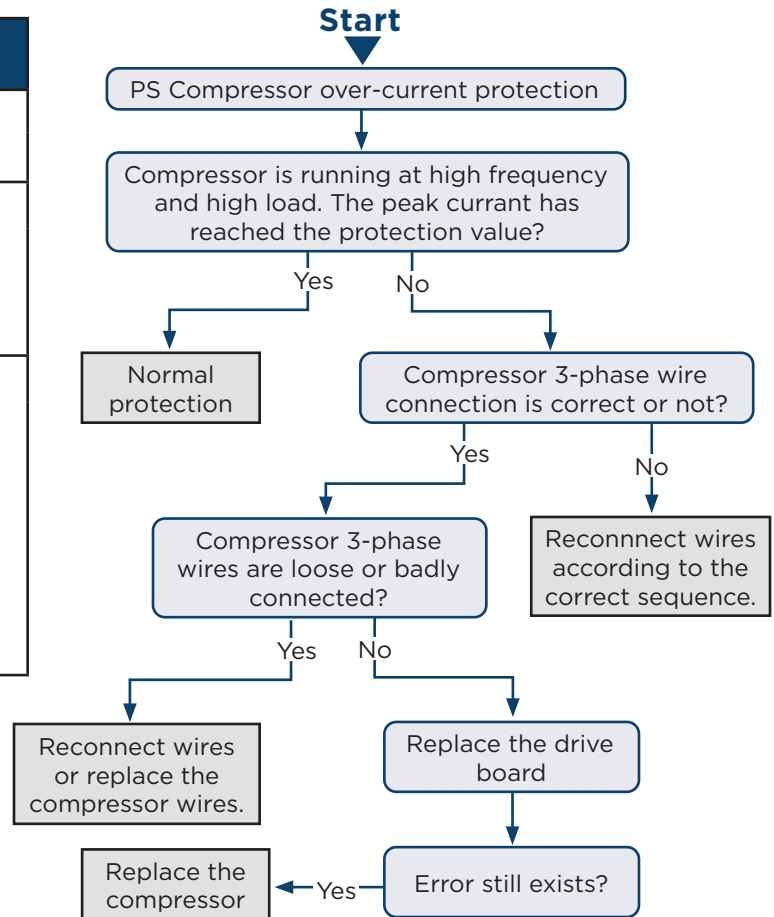 Start
PS Compressor over-current protection
Compressor is running at high frequency
and high load. The peak currant has
reached the protection value?
Yes
No
Normal
protection
Compressor 3-phase wire
connection is correct or not?
Yes
No
Compressor 3-phase
wires are loose or badly
connected?
Reconnnect wires
according to the
correct sequence.
Yes
No
Reconnect wires
or replace the
compressor wires.
Replace the drive
board
Replace the
compressor
Yes
Error still exists?